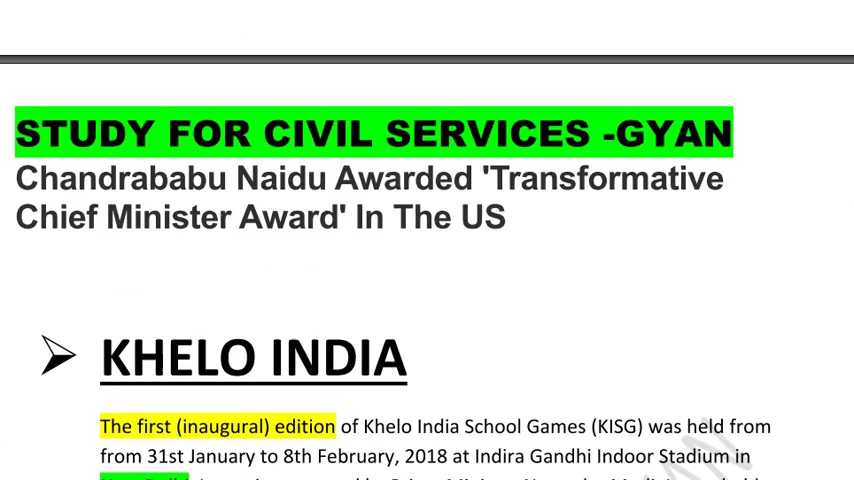 STUDY FOR CIVIL SERVICES -GYAN
Chandrababu Naidu Awarded 'Transformative
Chief Minister Award' In The US
KHELO INDIA
The first (inaugural) edition of Khelo India School Games (KISG) was held from
from 31st January to 8th February, 2018 at Indira Gandhi Indoor Stadium in